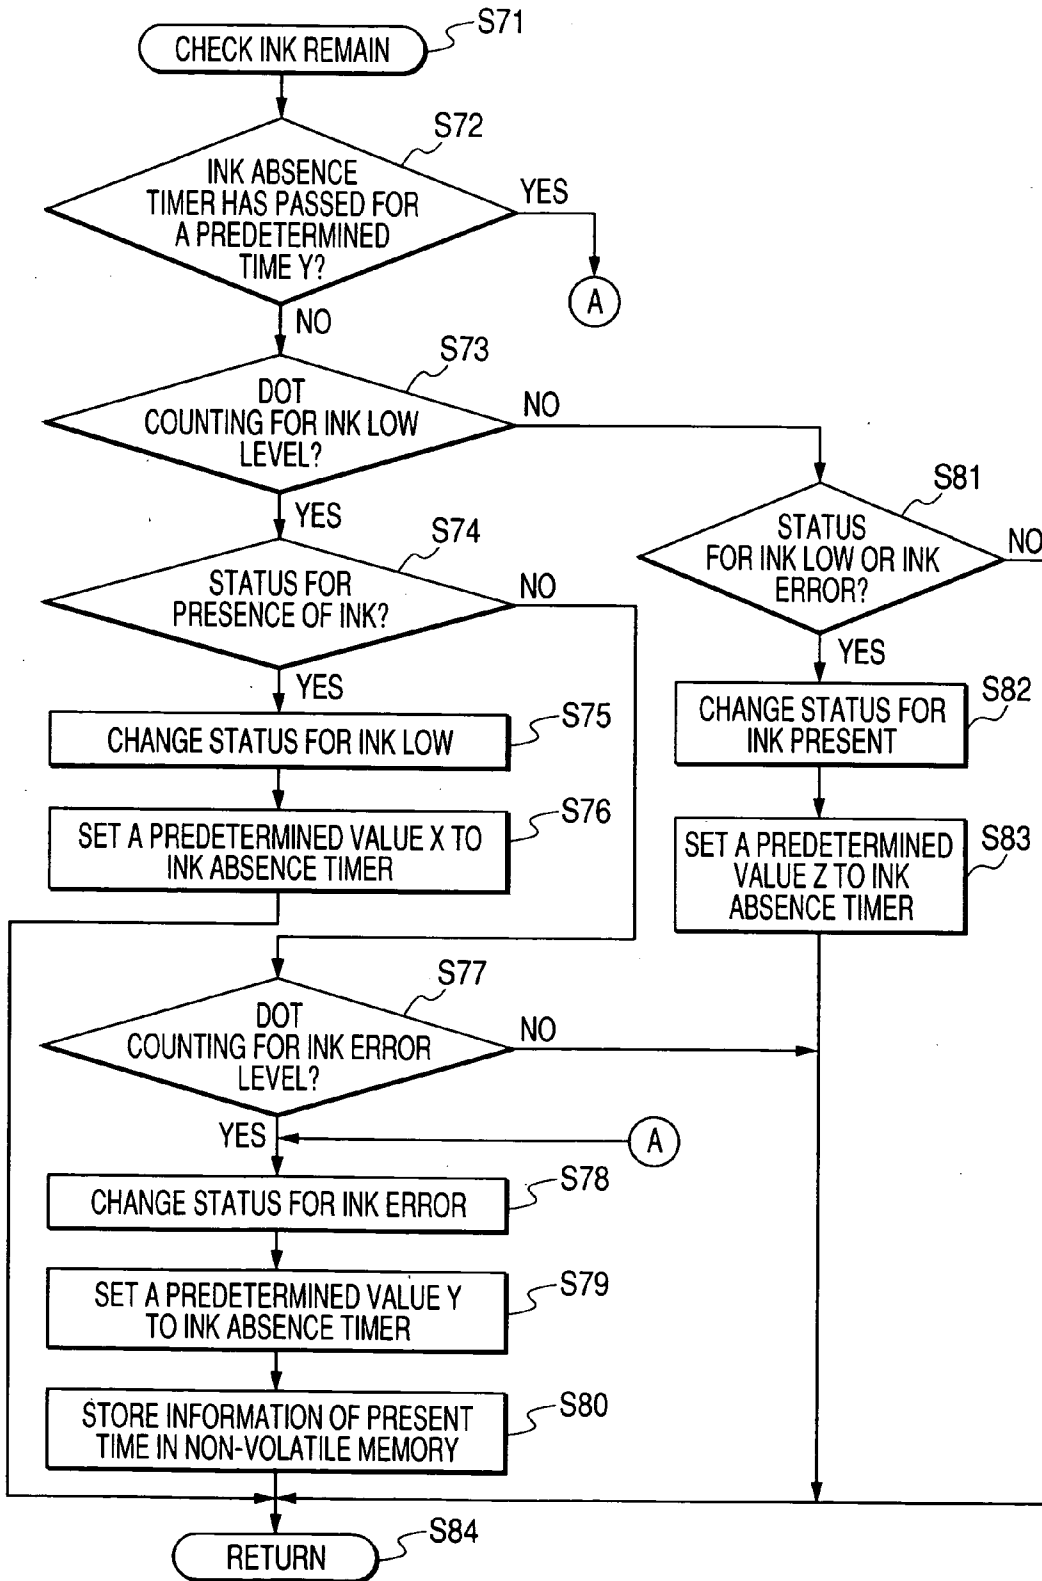 CHECK INK REMAIN
S71
INK ABSENCE
TIMER HAS PASSED FOR
A PREDETERMINED
TIME Y?
S72
YES
A
NO
DOT
COUNTING FOR INK LOW
LEVEL?
S73
NO
YES
STATUS
FOR INK LOW OR INK
ERROR?
S81
NO
YES
STATUS FOR
PRESENCE OF INK?
S74
NO
YES
CHANGE STATUS FOR INK LOW
S75
CHANGE STATUS FOR
INK PRESENT
S82
SET A PREDETERMINED VALUE X TO
INK ABSENCE TIMER
S76
SET A PREDETERMINED
VALUE Z TO INK
ABSENCE TIMER
S83
DOT
COUNTING FOR INK ERROR
LEVEL?
S77
NO
YES
A
CHANGE STATUS FOR INK ERROR
S78
SET A PREDETERMINED VALUE Y
TO INK ABSENCE TIMER
S79
STORE INFORMATION OF PRESENT
TIME IN NON-VOLATILE MEMORY
S80
RETURN
S84